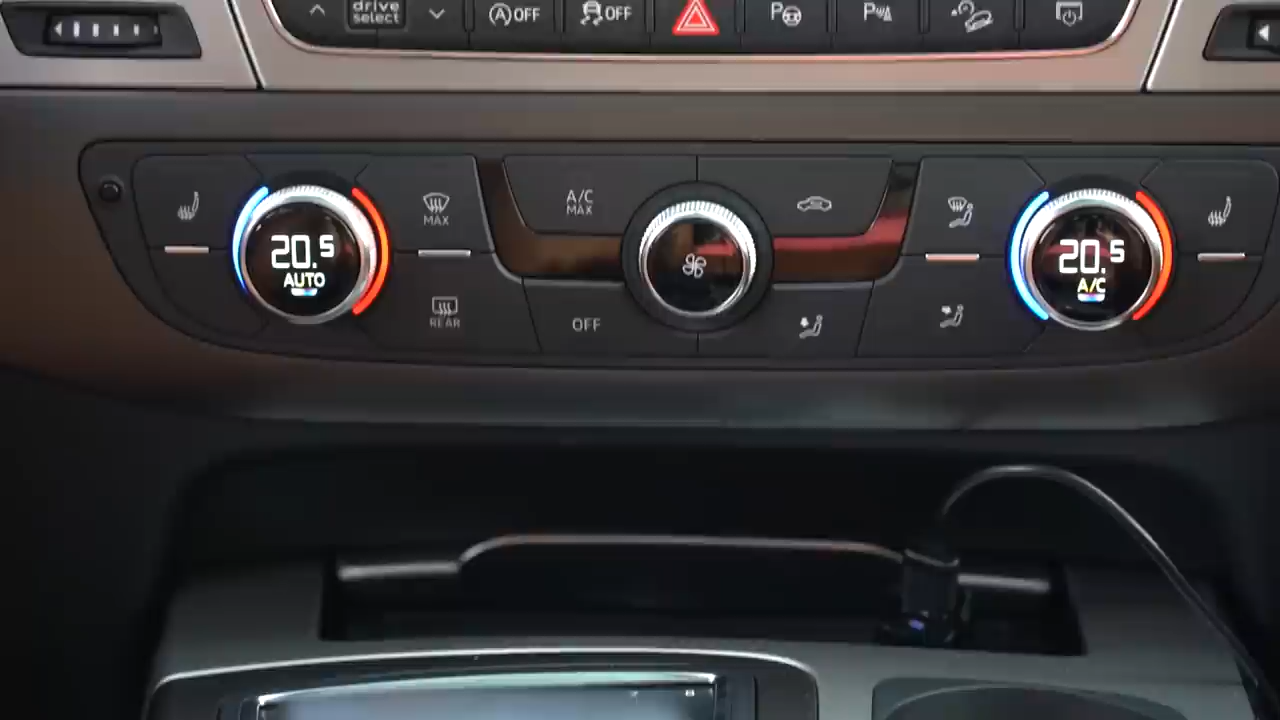 drive
select
OFF
OFF
P
P
MAX
A/C
MAX
20.5
AUTO
20.5
A/C
REAR
OFF